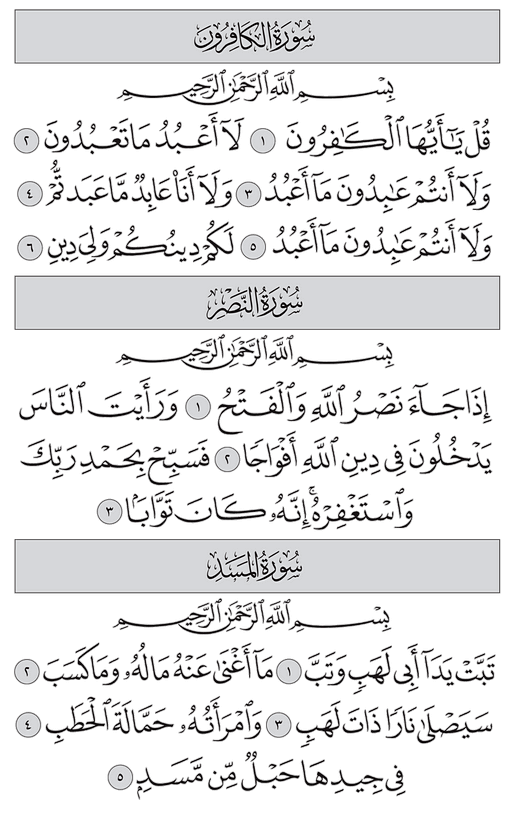 سُورَةُ الكَافِرُونَ
بِسْمِ ٱللَّهِ ٱلرَّحْمَٰنِ ٱلرَّحِيمِ
قُلْ يَٰٓأَيُّهَا ٱلْكَٰفِرُونَ ١ لَآ أَعْبُدُ مَا تَعْبُدُونَ ٢
وَلَآ أَنتُمْ عَٰبِدُونَ مَآ أَعْبُدُ ٣ وَلَآ أَنَا۠ عَابِدٌ مَّا عَبَدتُّمْ ٤
وَلَآ أَنتُمْ عَٰبِدُونَ مَآ أَعْبُدُ ٥ لَكُمْ دِينُكُمْ وَلِيَ دِينِ ٦
سُورَةُ النَّصْرِ
بِسْمِ ٱللَّهِ ٱلرَّحْمَٰنِ ٱلرَّحِيمِ
إِذَا جَآءَ نَصْرُ ٱللَّهِ وَٱلْفَتْحُ ١ وَرَأَيْتَ ٱلنَّاسَ
يَدْخُلُونَ فِى دِينِ ٱللَّهِ أَفْوَاجًا ٢ فَسَبِّحْ بِحَمْدِ رَبِّكَ
وَٱسْتَغْفِرْهُ ۚ إِنَّهُۥ كَانَ تَوَّابًۢا ٣
سُورَةُ المَسَدِ
بِسْمِ ٱللَّهِ ٱلرَّحْمَٰنِ ٱلرَّحِيمِ
تَبَّتْ يَدَآ أَبِى لَهَبٍ وَتَبَّ ١ مَآ أَغْنَىٰ عَنْهُ مَالُهُۥ وَمَا كَسَبَ ٢
سَيَصْلَىٰ نَارًا ذَاتَ لَهَبٍ ٣ وَٱمْرَأَتُهُۥ حَمَّالَةَ ٱلْحَطَبِ ٤
فِى جِيدِهَا حَبْلٌ مِّن مَّسَدٍۭ ٥